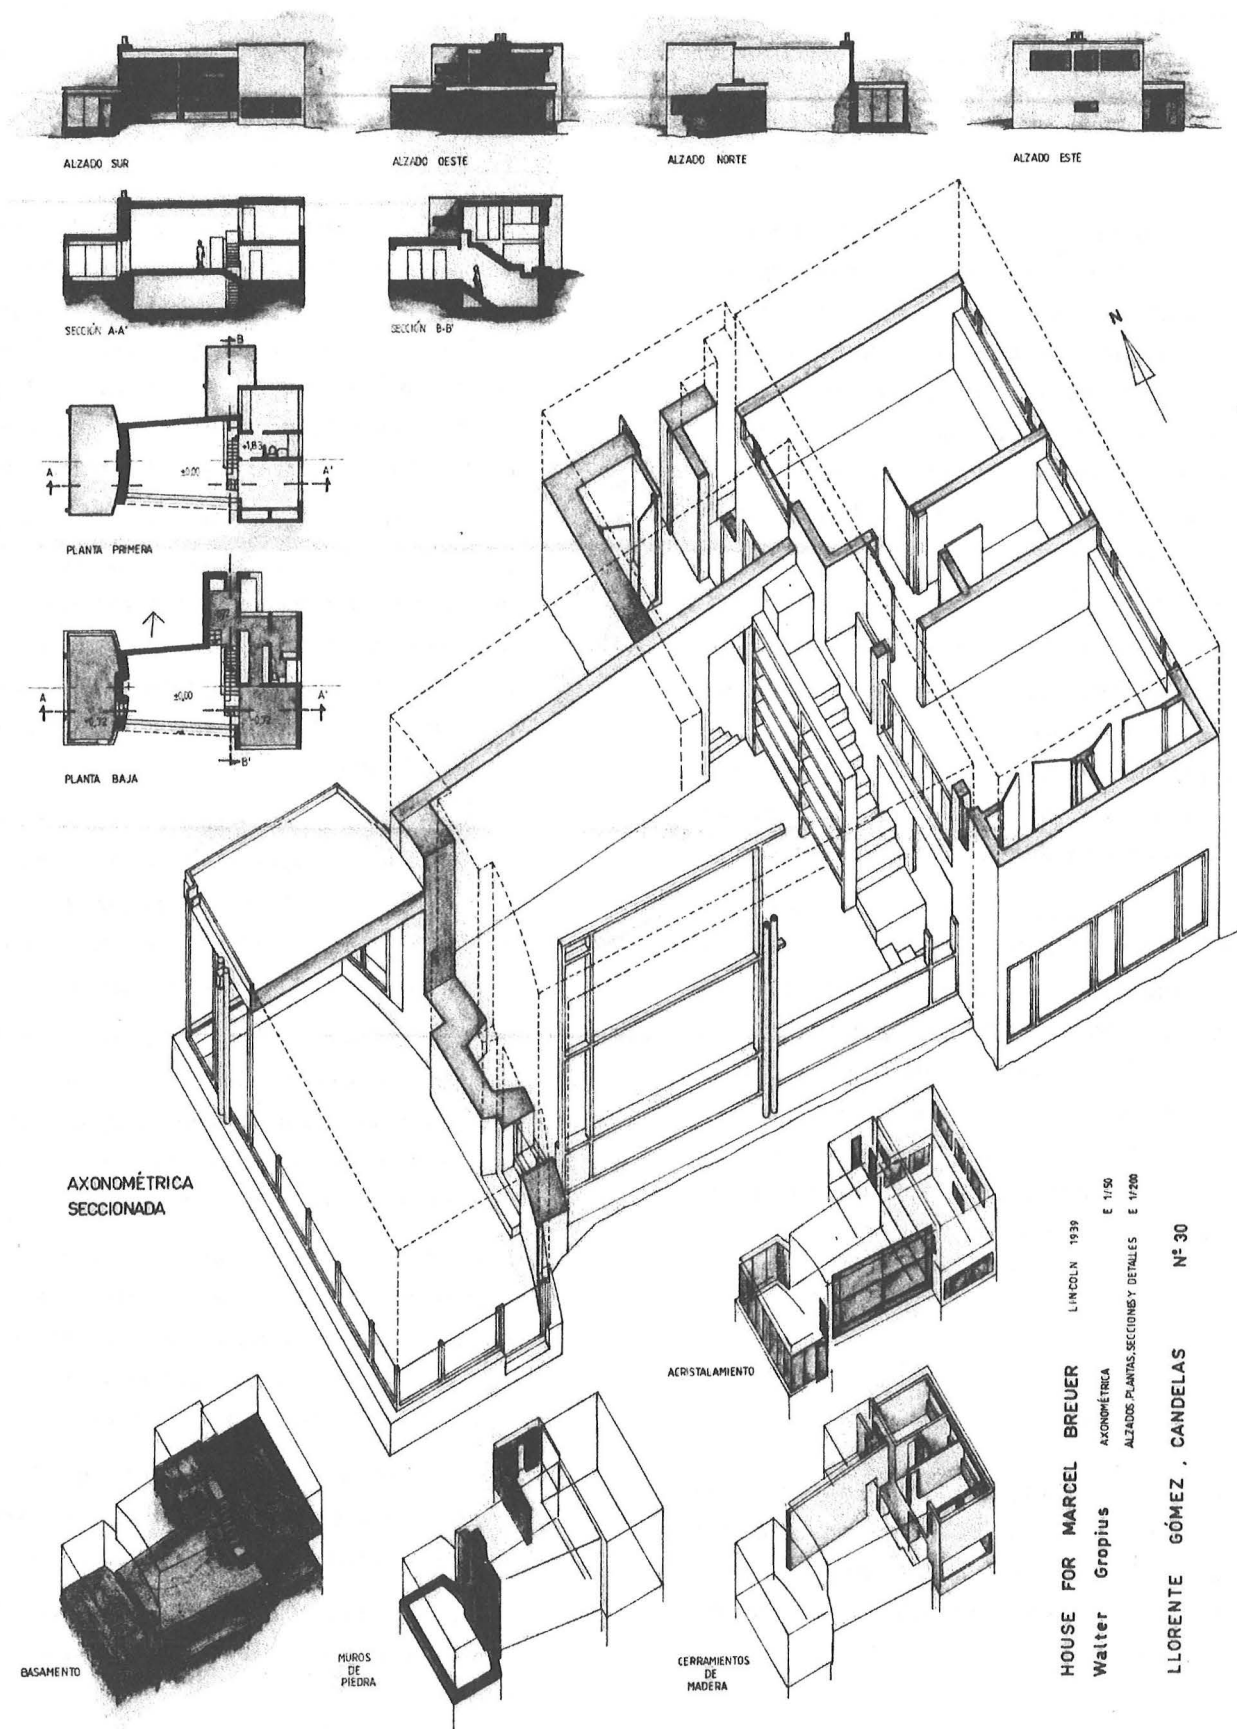 ALZADO SUR
ALZADO OESTE
ALZADO NORTE
ALZADO ESTE
SECCIÓN A-A'
SECCIÓN B-B'
N
B
+1,83
±0,00
A
A'
PLANTA PRIMERA
±0,00
+0,72
-0,72
A
A'
B'
PLANTA BAJA
AXONOMÉTRICA
SECCIONADA
ACRISTALAMIENTO
BASAMENTO
MUROS
DE
PIEDRA
CERRAMIENTOS
DE
MADERA
HOUSE FOR MARCEL BREUER LINCOLN 1939
Walter Gropius AXONOMÉTRICA E 1/50
ALZADOS,PLANTAS,SECCIONES Y DETALLES E 1/200
LLORENTE GÓMEZ , CANDELAS Nº 30